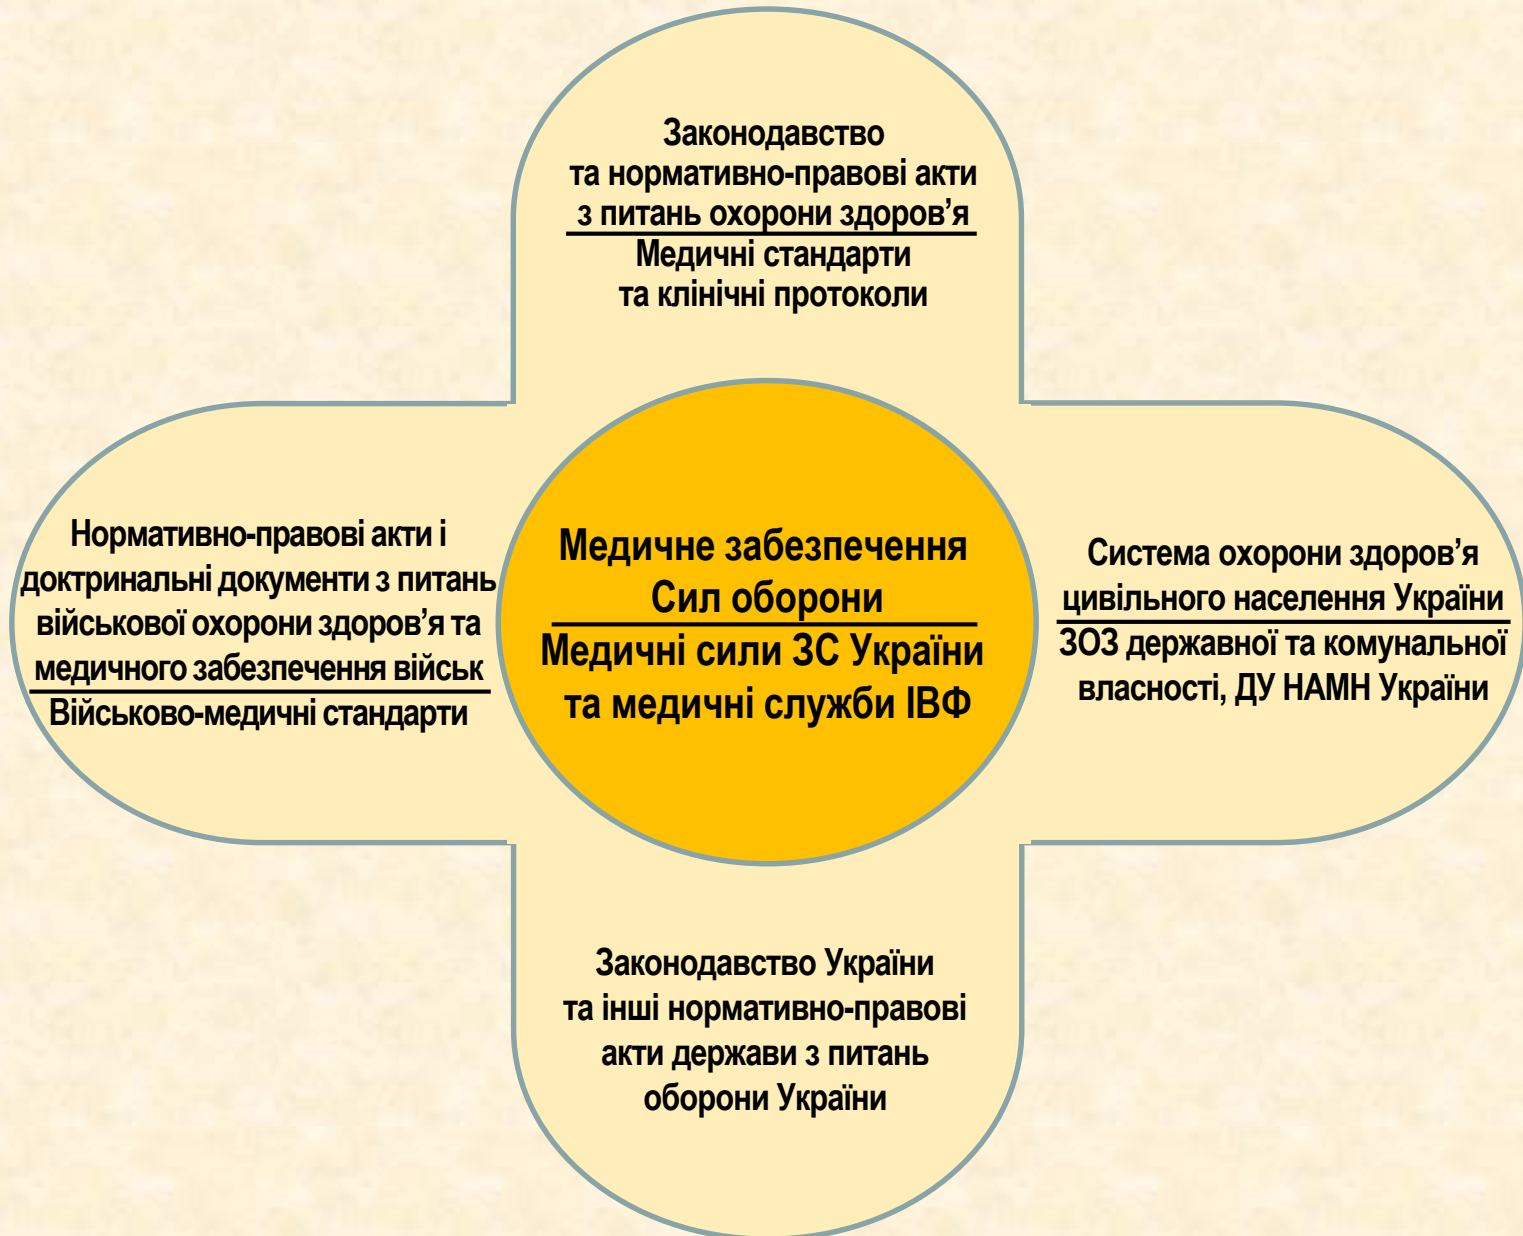 Законодавство
та нормативно-правові акти
з питань охорони здоров’я
Медичні стандарти
та клінічні протоколи
Нормативно-правові акти і
доктринальні документи з питань
військової охорони здоров’я та
медичного забезпечення військ
Військово-медичні стандарти
Медичне забезпечення
Сил оборони
Медичні сили ЗС України
та медичні служби ІВФ
Система охорони здоров’я
цивільного населення України
ЗОЗ державної та комунальної
власності, ДУ НАМН України
Законодавство України
та інші нормативно-правові
акти держави з питань
оборони України